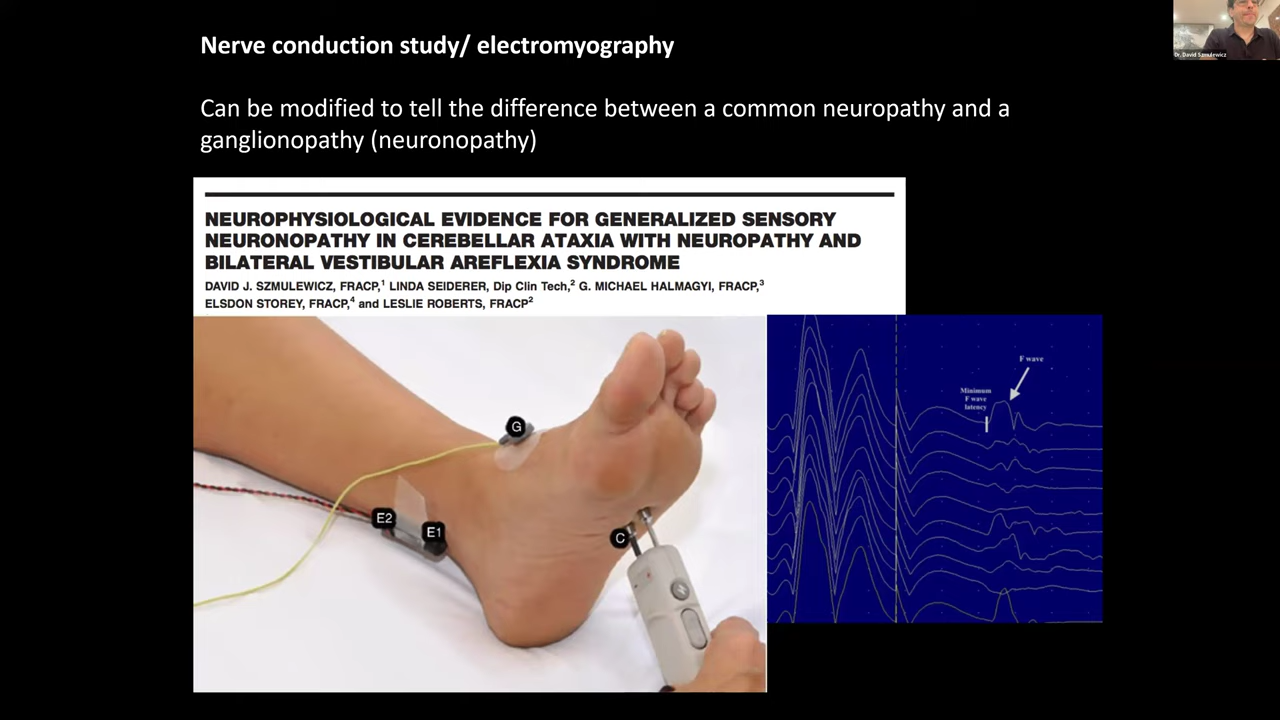 Nerve conduction study/ electromyography
Dr. David Szmulewicz
Can be modified to tell the difference between a common neuropathy and a
ganglionopathy (neuronopathy)
NEUROPHYSIOLOGICAL EVIDENCE FOR GENERALIZED SENSORY
NEURONOPATHY IN CEREBELLAR ATAXIA WITH NEUROPATHY AND
BILATERAL VESTIBULAR AREFLEXIA SYNDROME
DAVID J. SZMULEWICZ, FRACP,1 LINDA SEIDERER, Dip Clin Tech,2 G. MICHAEL HALMAGYI, FRACP,3
ELSDON STOREY, FRACP,4 and LESLIE ROBERTS, FRACP2
F wave
Minimum
F wave
latency
G
E2
E1
C